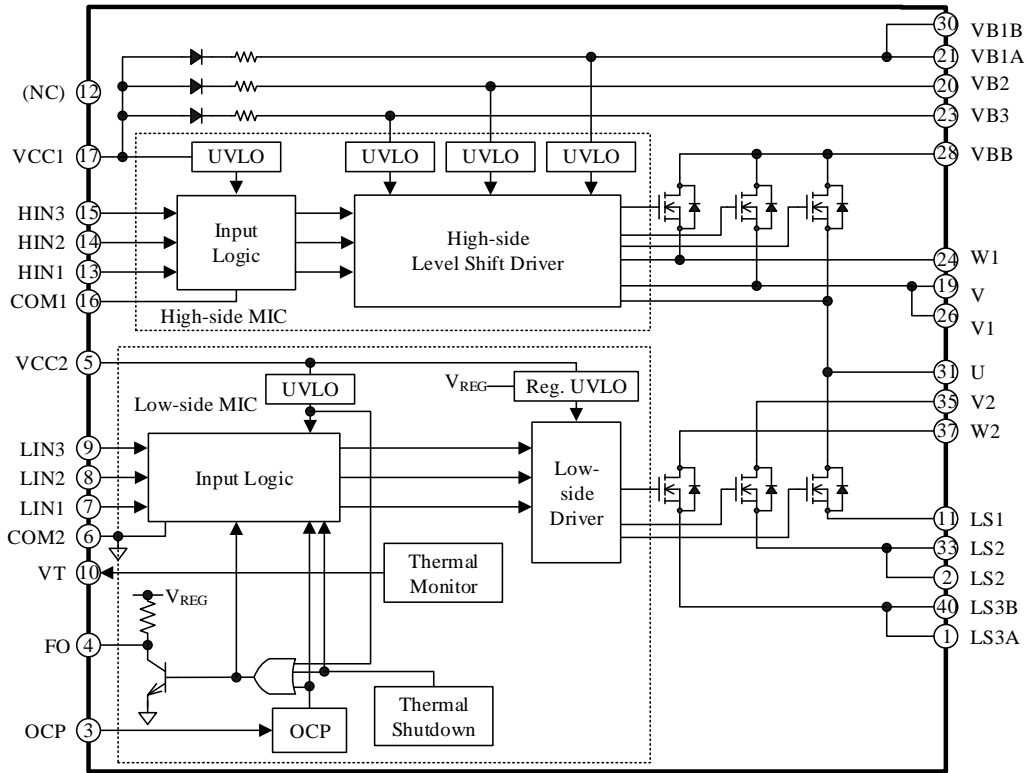 30 VB1B
21 VB1A
(NC) 12
20 VB2
23 VB3
VCC1 17
UVLO
UVLO
UVLO
UVLO
28 VBB
HIN3 15
HIN2 14
HIN1 13
COM1 16
Input
Logic
High-side
Level Shift Driver
High-side MIC
24 W1
19 V
26 V1
VCC2 5
UVLO
VREG
Reg. UVLO
31 U
Low-side MIC
35 V2
37 W2
LIN3 9
LIN2 8
LIN1 7
COM2 6
Input Logic
Low-
side
Driver
11 LS1
33 LS2
2 LS2
40 LS3B
1 LS3A
VT 10
Thermal
Monitor
VREG
FO 4
Thermal
Shutdown
OCP 3
OCP